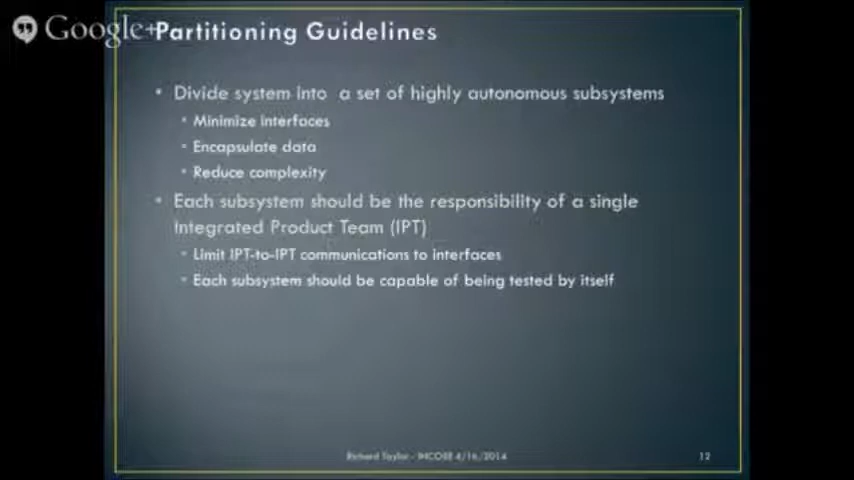 Google+
Partitioning Guidelines
• Divide system into a set of highly autonomous subsystems
• Minimize interfaces
• Encapsulate data
• Reduce complexity
• Each subsystem should be the responsibility of a single
Integrated Product Team (IPT)
• Limit IPT-to-IPT communications to interfaces
• Each subsystem should be capable of being tested by itself
Richard Taylor - INCOSE 4/16/2014
12